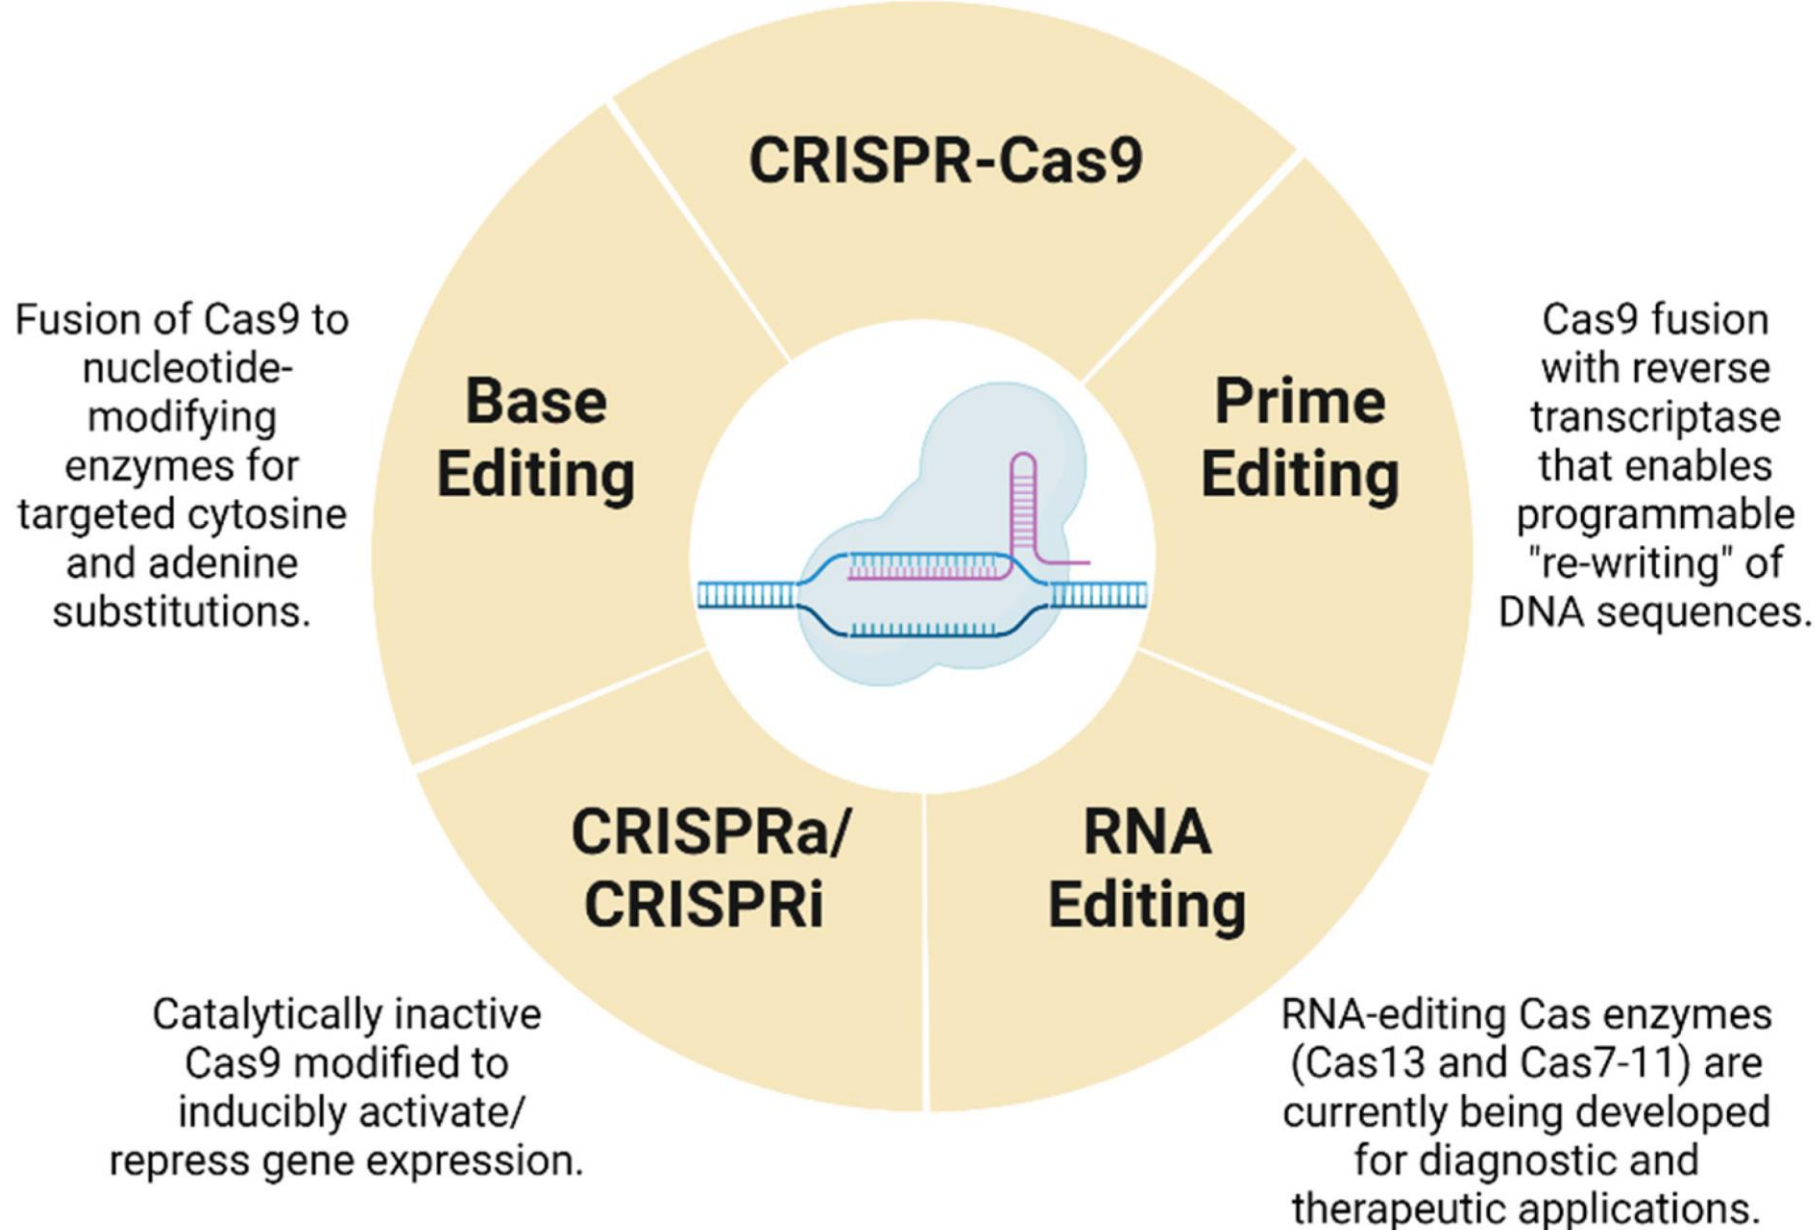 CRISPR-Cas9
Fusion of Cas9 to
nucleotide-
modifying
enzymes for
targeted cytosine
and adenine
substitutions.
Base
Editing
Prime
Editing
Cas9 fusion
with reverse
transcriptase
that enables
programmable
"re-writing" of
DNA sequences.
CRISPRa/
CRISPRi
RNA
Editing
Catalytically inactive
Cas9 modified to
inducibly activate/
repress gene expression.
RNA-editing Cas enzymes
(Cas13 and Cas7-11) are
currently being developed
for diagnostic and
therapeutic applications.